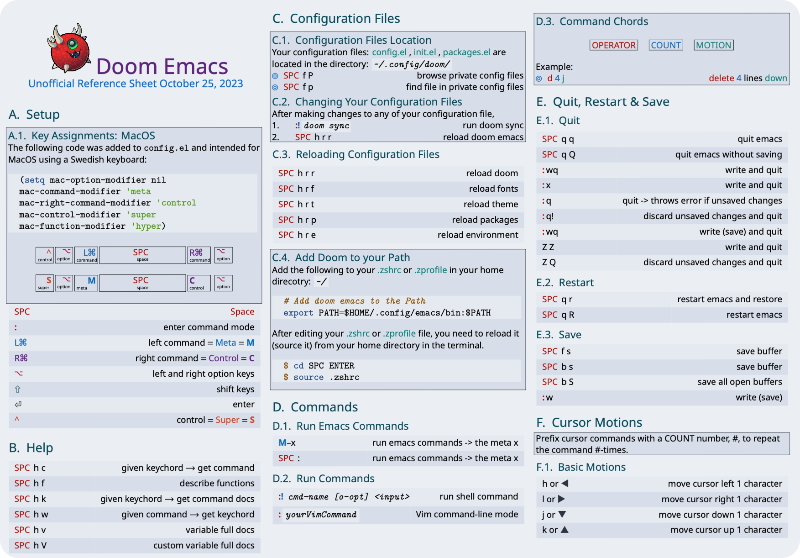 Doom Emacs
Unofficial Reference Sheet October 25, 2023
A. Setup
A.1. Key Assignments: MacOS
The following code was added to config.el and intended for
MacOS using a Swedish keyboard:
(setq mac-option-modifier nil
mac-command-modifier 'meta
mac-right-command-modifier 'control
mac-control-modifier 'super
mac-function-modifier 'hyper)
^ ⌥ L⌘ SPC R⌘ ⌥
control option command space command option
S ⌥ M SPC C ⌥
super option meta space control option
SPC Space
: enter command mode
L⌘ left command = Meta = M
R⌘ right command = Control = C
⌥ left and right option keys
⇧ shift keys
⏎ enter
^ control = Super = S
B. Help
SPC h c given keychord → get command
SPC h f describe functions
SPC h k given keychord → get command docs
SPC h w given command → get keychord
SPC h v variable full docs
SPC h V custom variable full docs
C. Configuration Files
C.1. Configuration Files Location
Your configuration files: config.el , init.el , packages.el are
located in the directory: ~/.config/doom/
◎ SPC f P browse private config files
◎ SPC f p find file in private config files
C.2. Changing Your Configuration Files
After making changes to any of your configuration file,
1. :! doom sync run doom sync
2. SPC h r r reload doom emacs
C.3. Reloading Configuration Files
SPC h r r reload doom
SPC h r f reload fonts
SPC h r t reload theme
SPC h r p reload packages
SPC h r e reload environment
C.4. Add Doom to your Path
Add the following to your .zshrc or .zprofile in your home
direcotry: ~/
# Add doom emacs to the Path
export PATH=$HOME/.config/emacs/bin:$PATH
After editing your .zshrc or .zprofile file, you need to reload it
(source it) from your home directory in the terminal.
$ cd SPC ENTER
$ source .zshrc
D. Commands
D.1. Run Emacs Commands
M–x run emacs commands -> the meta x
SPC : run emacs commands -> the meta x
D.2. Run Commands
:! cmd-name [o-opt] <input> run shell command
: yourVimCommand Vim command-line mode
D.3. Command Chords
OPERATOR COUNT MOTION
Example:
◎ d 4 j delete 4 lines down
E. Quit, Restart & Save
E.1. Quit
SPC q q quit emacs
SPC q Q quit emacs without saving
:wq write and quit
:x write and quit
:q quit -> throws error if unsaved changes
:q! discard unsaved changes and quit
:wq write (save) and quit
Z Z write and quit
Z Q discard unsaved changes and quit
E.2. Restart
SPC q r restart emacs and restore
SPC q R restart emacs
E.3. Save
SPC f s save buffer
SPC b s save buffer
SPC b S save all open buffers
:w write (save)
F. Cursor Motions
Prefix cursor commands with a COUNT number, #, to repeat
the command #-times.
F.1. Basic Motions
h or ◀ move cursor left 1 character
l or ▶ move cursor right 1 character
j or ▼ move cursor down 1 character
k or ▲ move cursor up 1 character